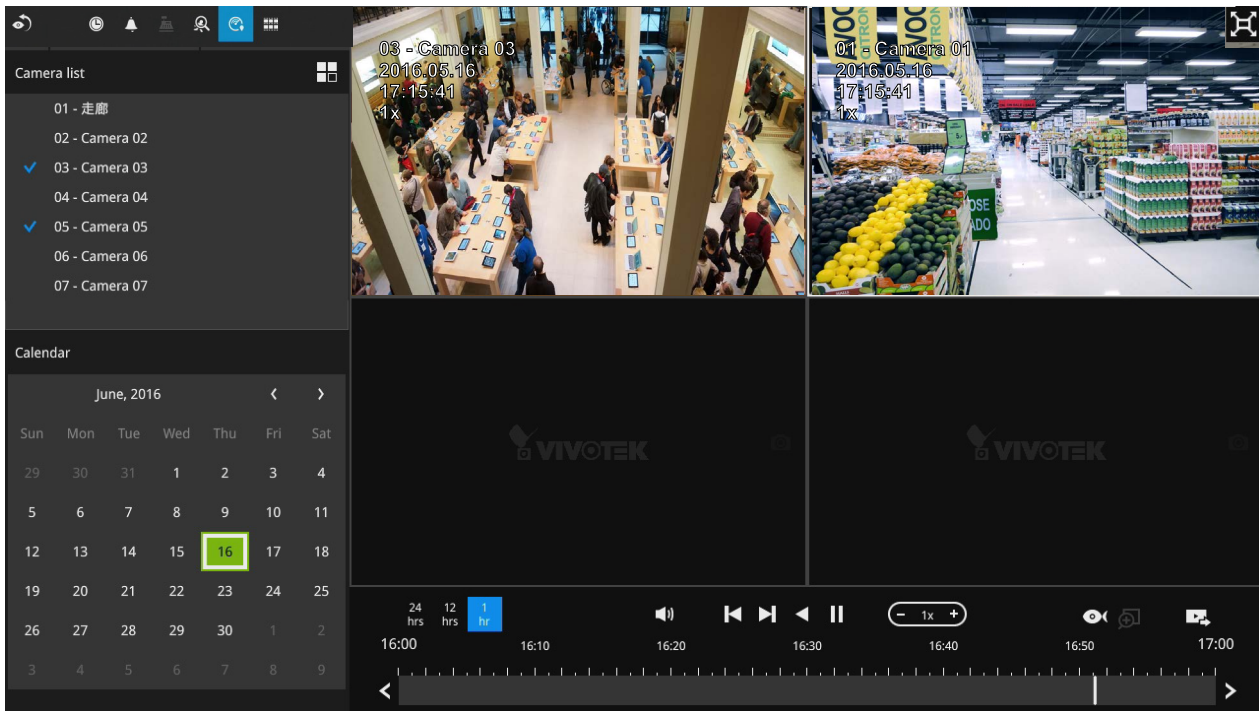 Camera list
01 - 走廊
02 - Camera 02
03 - Camera 03
04 - Camera 04
05 - Camera 05
06 - Camera 06
07 - Camera 07
Calendar
June, 2016
Sun Mon Tue Wed Thu Fri Sat
29 30 31 1 2 3 4
5 6 7 8 9 10 11
12 13 14 15 16 17 18
19 20 21 22 23 24 25
26 27 28 29 30 1 2
3 4 5 6 7 8 9
03 - Camera 03
2016.05.16
17:15:41
1x
01 - Camera 01
2016.05.16
17:15:41
1x
VIVOTEK
VIVOTEK
24 hrs 12 hrs 1 hr
- 1x +
16:00 16:10 16:20 16:30 16:40 16:50 17:00